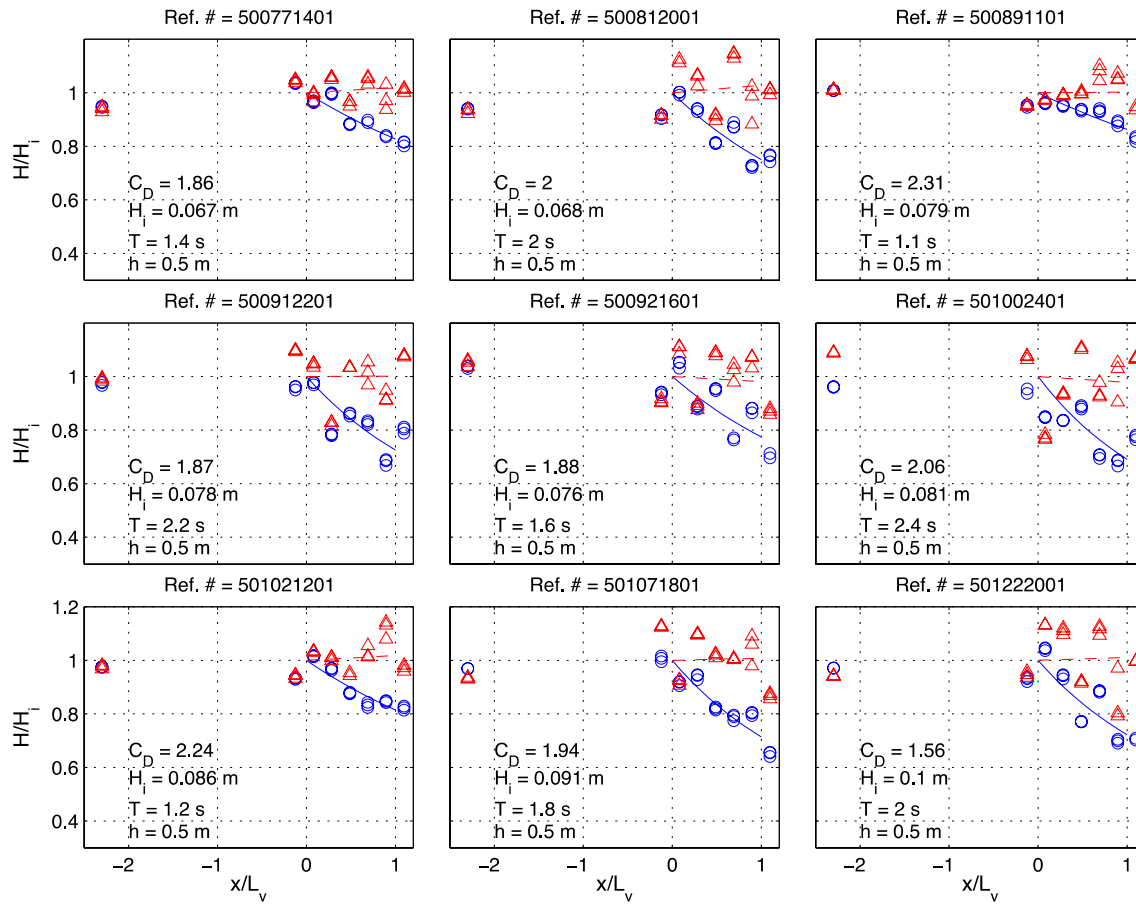 Ref. # = 500771401
Ref. # = 500812001
Ref. # = 500891101
H/H_i
1
0.8
0.6
0.4
C_D = 1.86
H_i = 0.067 m
T = 1.4 s
h = 0.5 m
C_D = 2
H_i = 0.068 m
T = 2 s
h = 0.5 m
C_D = 2.31
H_i = 0.079 m
T = 1.1 s
h = 0.5 m
Ref. # = 500912201
Ref. # = 500921601
Ref. # = 501002401
H/H_i
1
0.8
0.6
0.4
C_D = 1.87
H_i = 0.078 m
T = 2.2 s
h = 0.5 m
C_D = 1.88
H_i = 0.076 m
T = 1.6 s
h = 0.5 m
C_D = 2.06
H_i = 0.081 m
T = 2.4 s
h = 0.5 m
Ref. # = 501021201
Ref. # = 501071801
Ref. # = 501222001
H/H_i
1.2
1
0.8
0.6
0.4
C_D = 2.24
H_i = 0.086 m
T = 1.2 s
h = 0.5 m
C_D = 1.94
H_i = 0.091 m
T = 1.8 s
h = 0.5 m
C_D = 1.56
H_i = 0.1 m
T = 2 s
h = 0.5 m
−2 −1 0 1
−2 −1 0 1
−2 −1 0 1
x/L_v
x/L_v
x/L_v